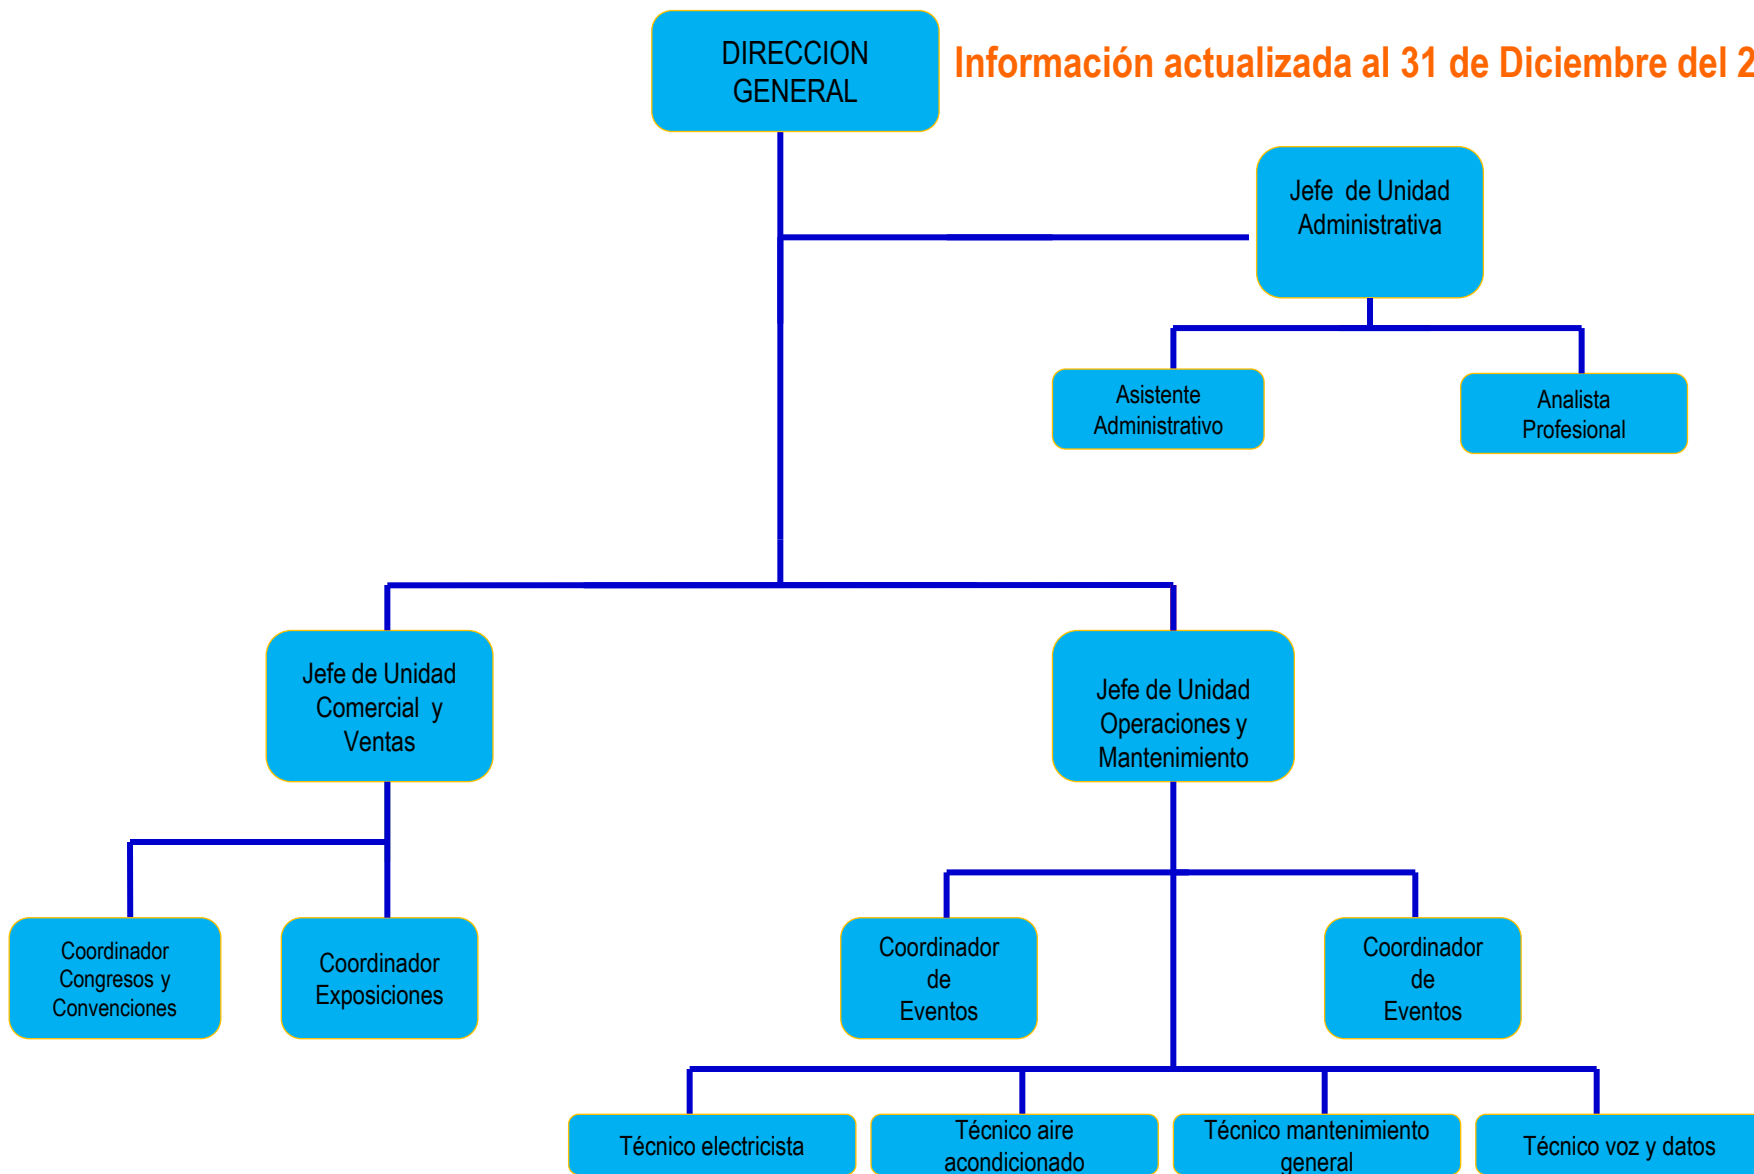 DIRECCION
GENERAL
Información actualizada al 31 de Diciembre del 2
Jefe de Unidad
Administrativa
Asistente
Administrativo
Analista
Profesional
Jefe de Unidad
Comercial y
Ventas
Jefe de Unidad
Operaciones y
Mantenimiento
Coordinador
Congresos y
Convenciones
Coordinador
Exposiciones
Coordinador
de
Eventos
Coordinador
de
Eventos
Técnico electricista
Técnico aire
acondicionado
Técnico mantenimiento
general
Técnico voz y datos